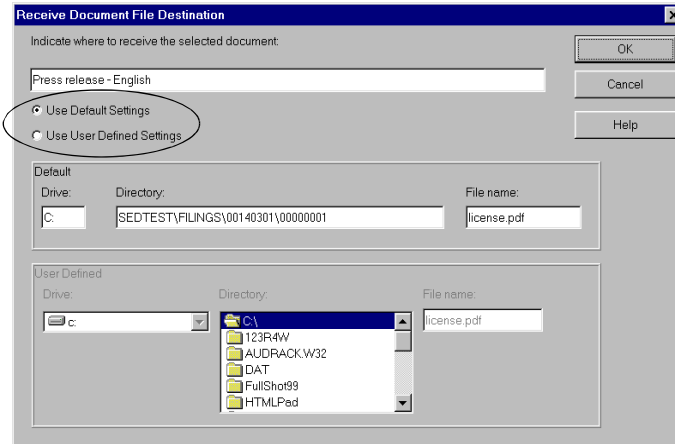 Receive Document File Destination
Indicate where to receive the selected document:
OK
Press release - English
Cancel
Use Default Settings
Use User Defined Settings
Help
Default
Drive: Directory: File name:
C: SEDTEST\FILINGS\00140301\00000001 license.pdf
User Defined
Drive: Directory: File name:
c: C:\ license.pdf
123R4W
AUDRACK.W32
DAT
FullShot99
HTMLPad